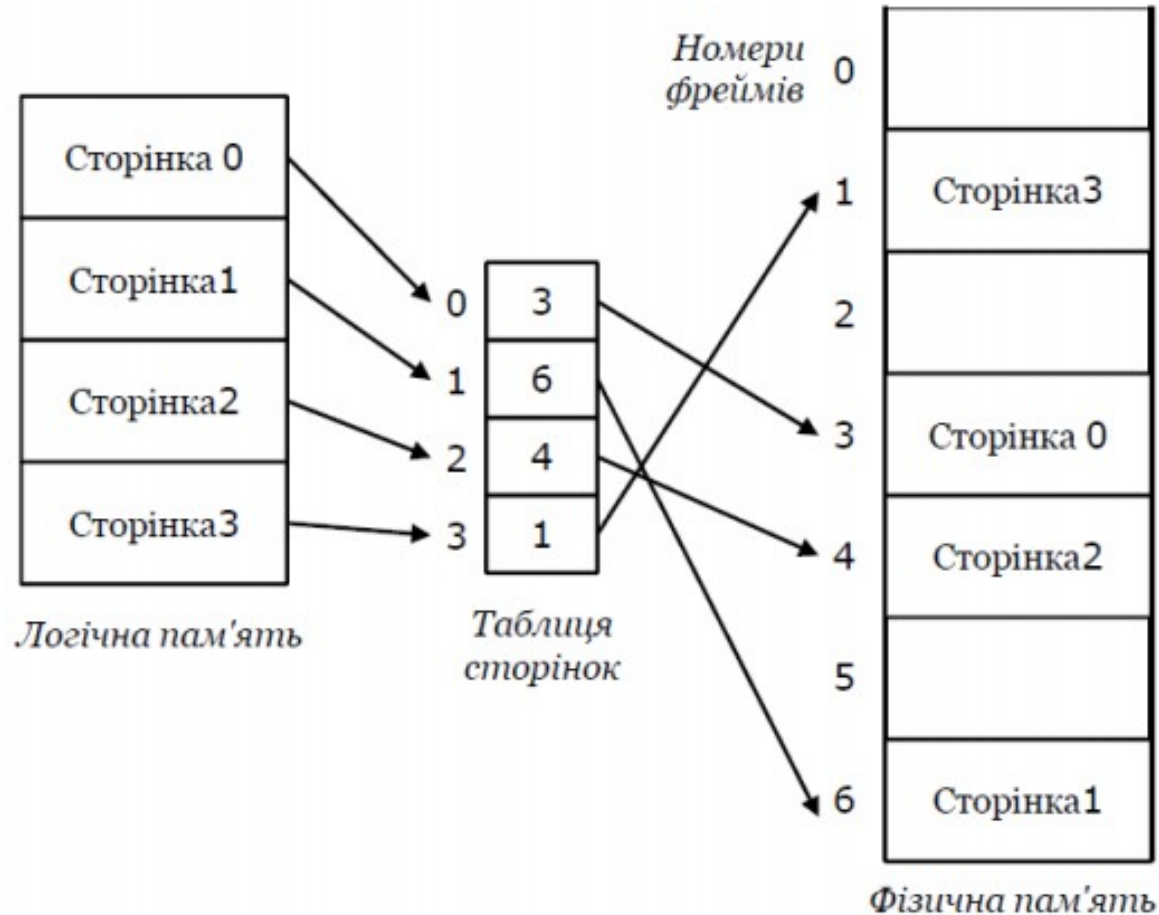 Номери
фреймів
0
Сторінка 0
Сторінка1
Сторінка2
Сторінка3
Логічна пам'ять
0 3
1 6
2 4
3 1
Таблиця
сторінок
1 Сторінка3
2
3 Сторінка 0
4 Сторінка2
5
6 Сторінка1
Фізична пам'ять